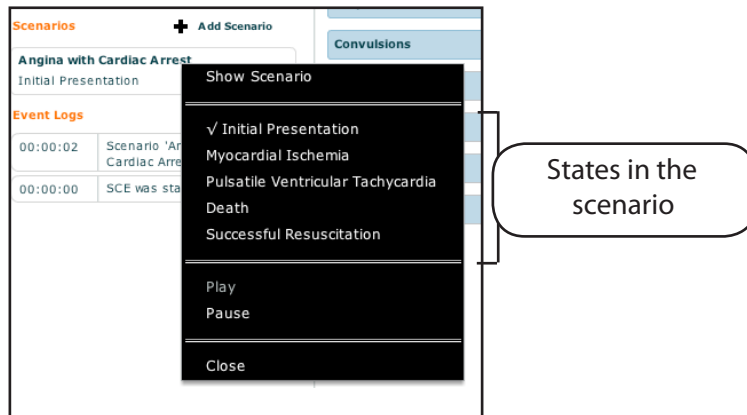 Scenarios
Add Scenario
Angina with Cardiac Arrest
Initial Presentation
Event Logs
00:00:02 Scenario 'An
Cardiac Arre
00:00:00 SCE was sta
Convulsions
Show Scenario
√ Initial Presentation
Myocardial Ischemia
Pulsatile Ventricular Tachycardia
Death
Successful Resuscitation
Play
Pause
Close
States in the
scenario